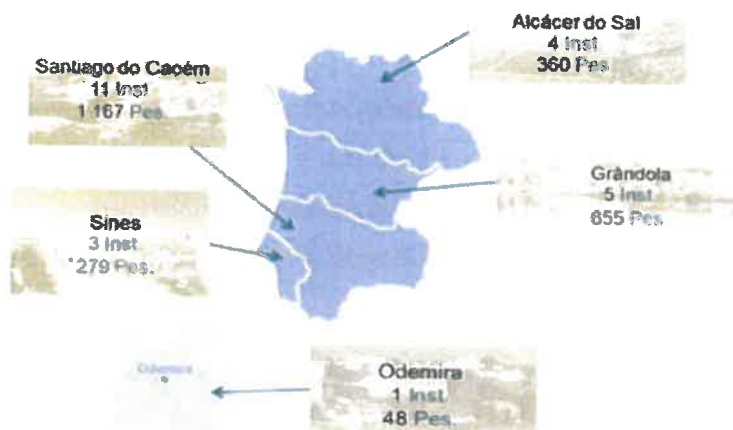 Alcácer do Sal
4 Inst
360 Pes.
Santiago do Cacém
11 Inst
1 167 Pes.
Grândola
5 Inst
655 Pes
Sines
3 Inst.
279 Pes.
Odemira
Odemira
1 Inst.
48 Pes.